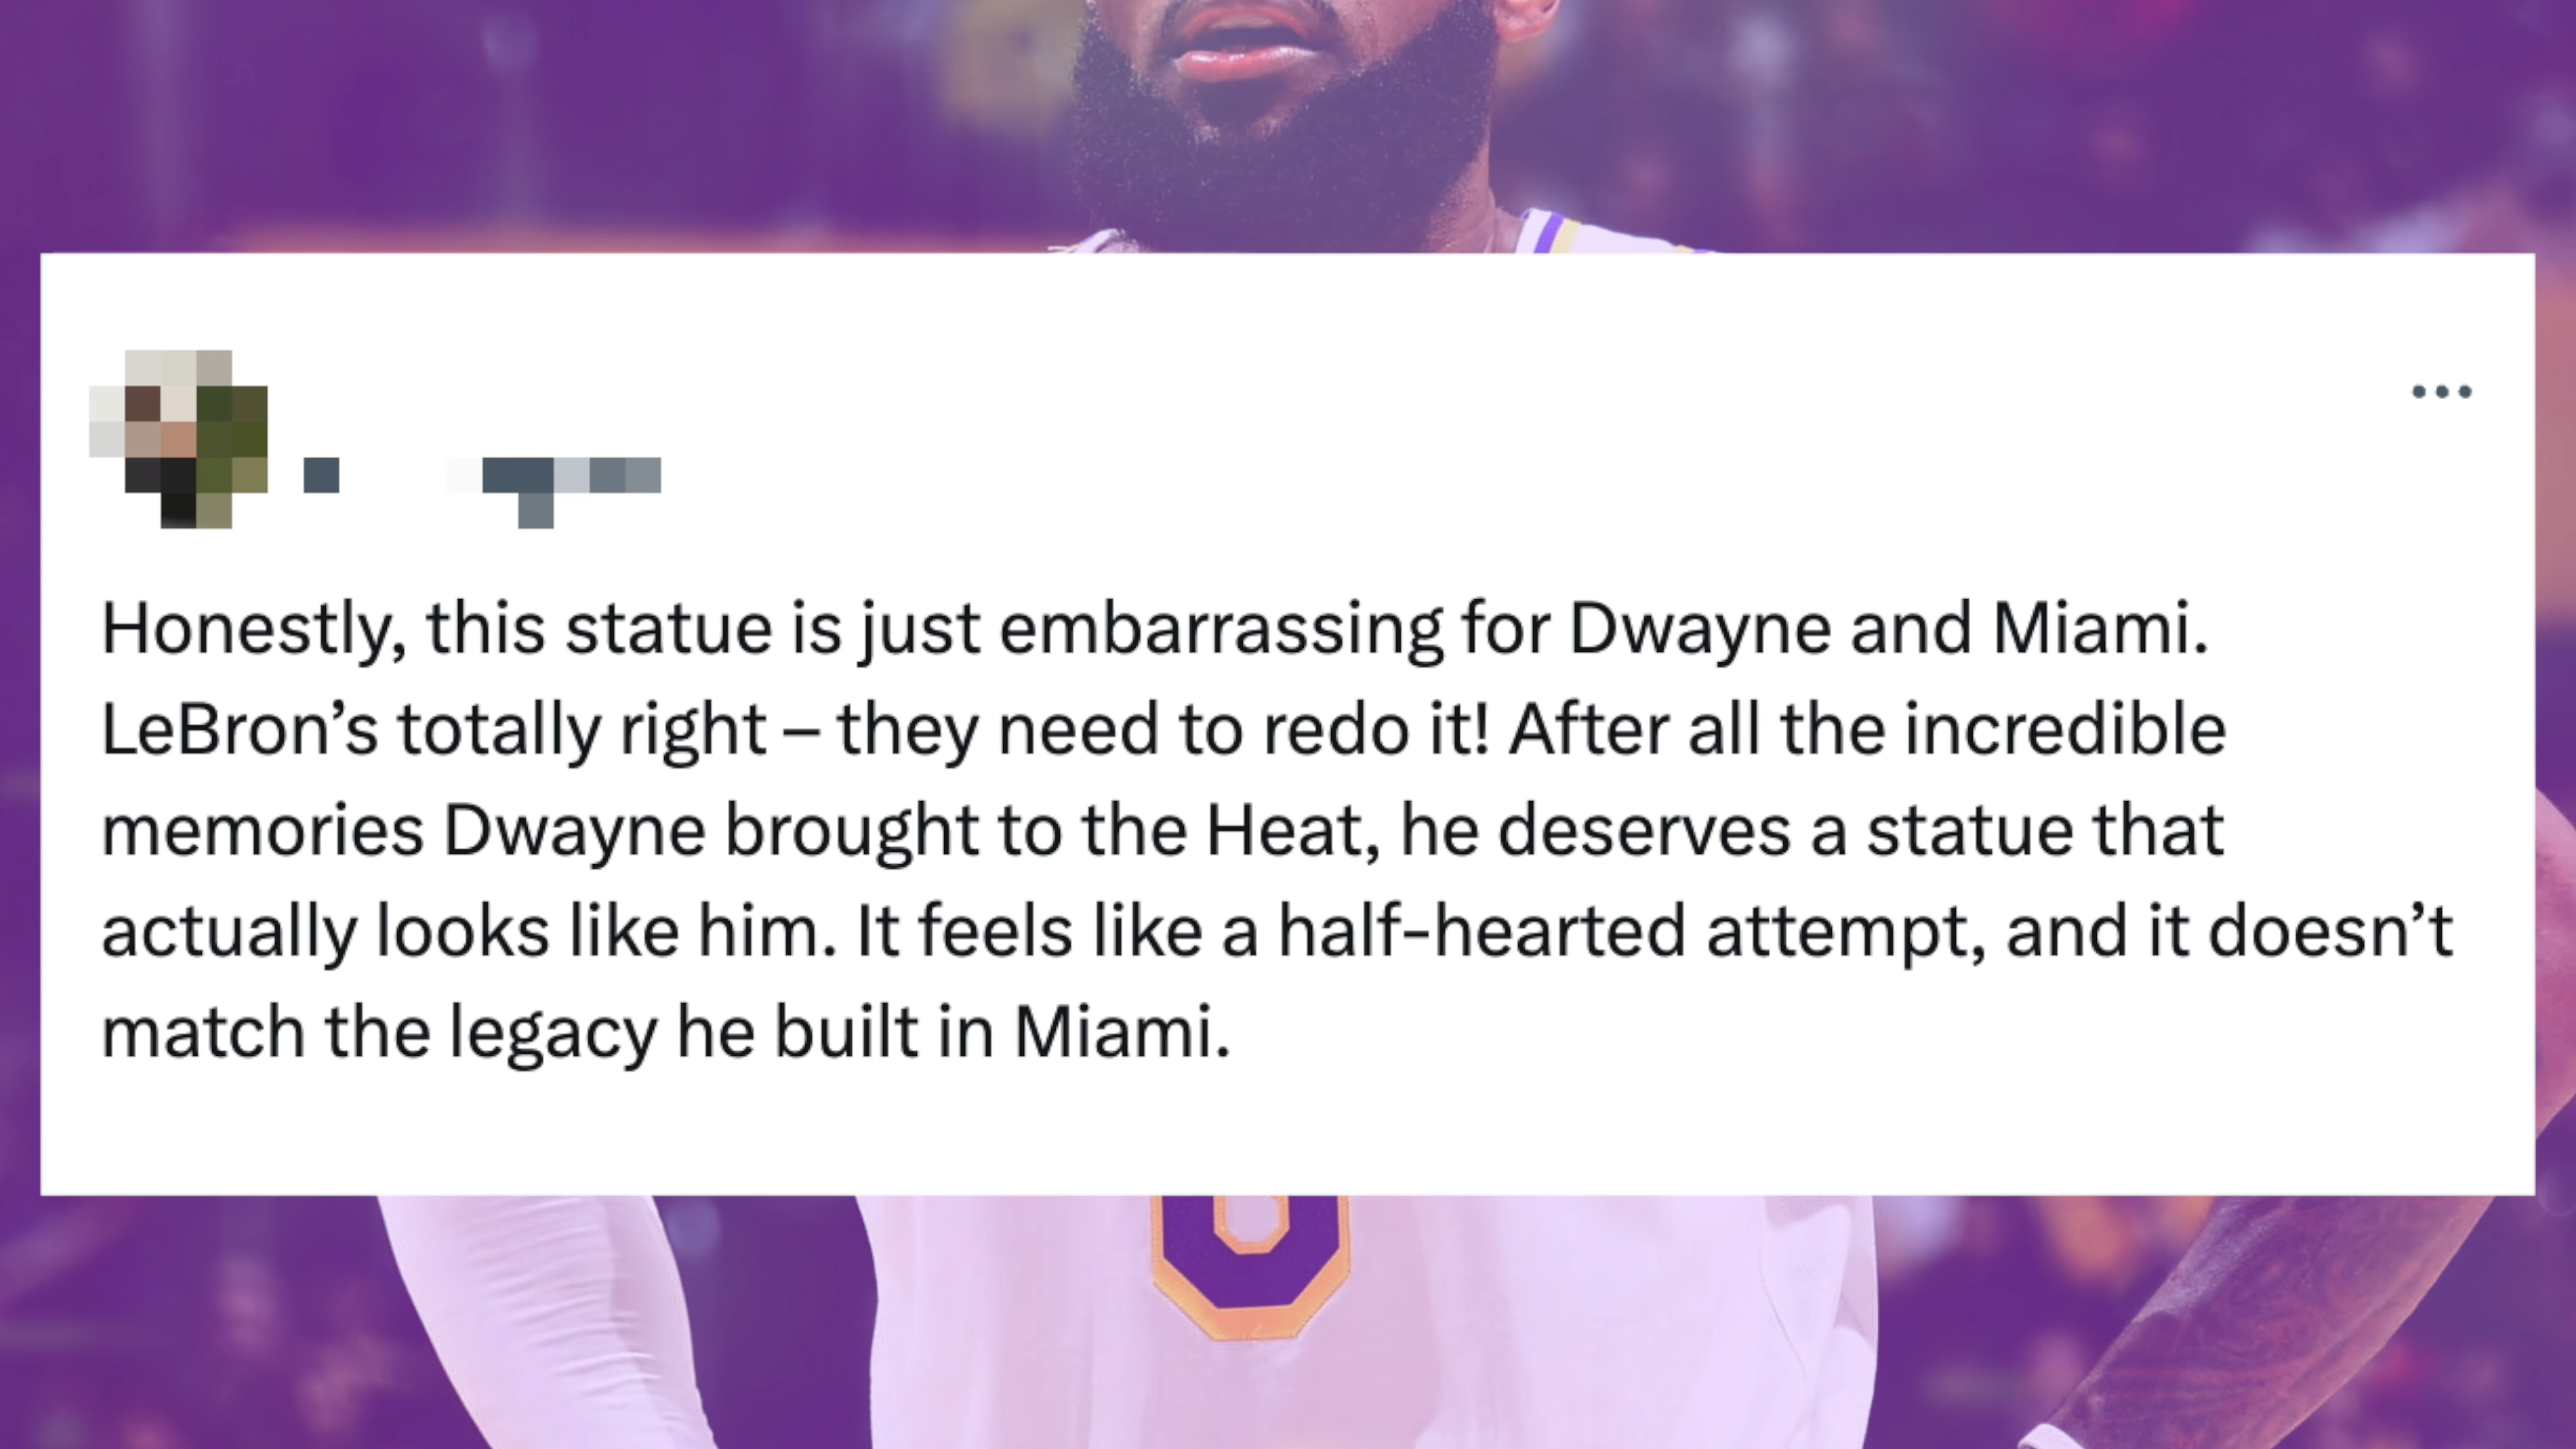 Honestly, this statue is just embarrassing for Dwayne and Miami.
LeBron’s totally right – they need to redo it! After all the incredible
memories Dwayne brought to the Heat, he deserves a statue that
actually looks like him. It feels like a half-hearted attempt, and it doesn’t
match the legacy he built in Miami.
6